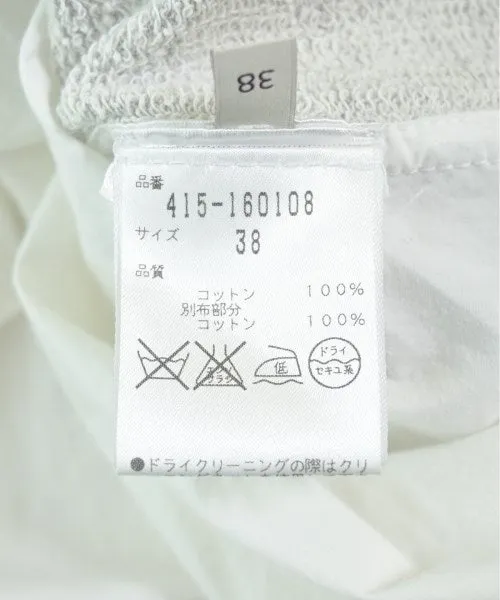 38
品番
415-160108
サイズ
38
品質
コットン 100%
別布部分
コットン 100%
低
ドライ
セキユ系
●ドライクリーニングの際はクリ